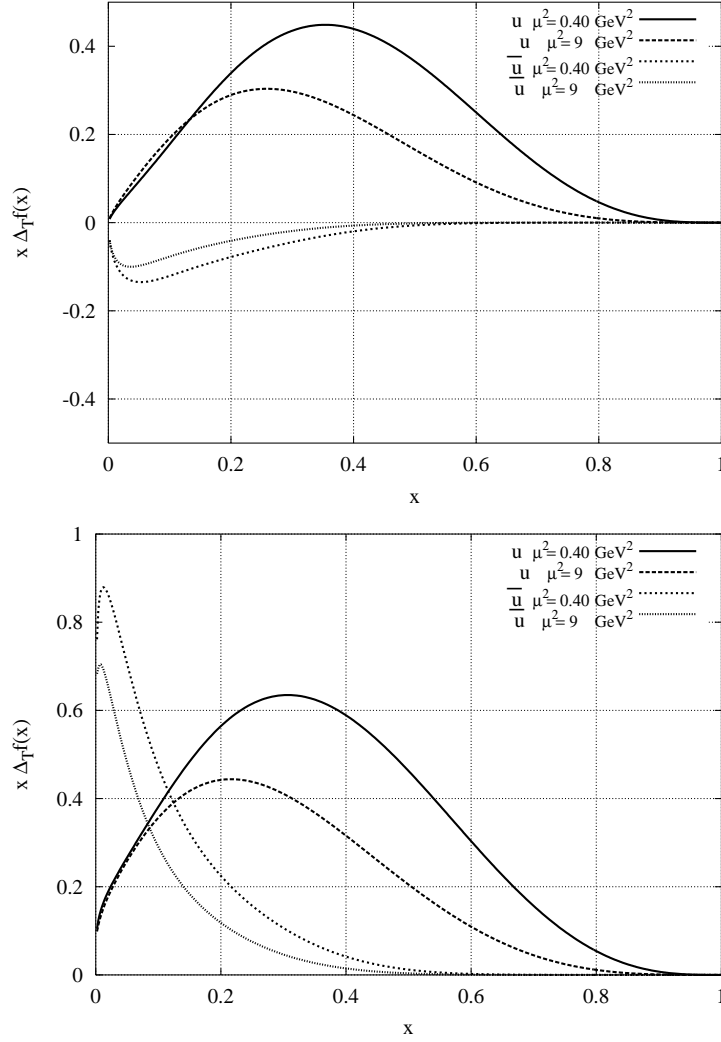 0.4
0.2
0
-0.2
-0.4
x Δ_T f(x)
u μ²=0.40 GeV²
u μ²=9 GeV²
u̅ μ²=0.40 GeV²
u̅ μ²=9 GeV²
0 0.2 0.4 0.6 0.8 1
x
1
0.8
0.6
0.4
0.2
0
x Δ_T f(x)
u μ²=0.40 GeV²
u μ²=9 GeV²
u̅ μ²=0.40 GeV²
u̅ μ²=9 GeV²
0 0.2 0.4 0.6 0.8 1
x